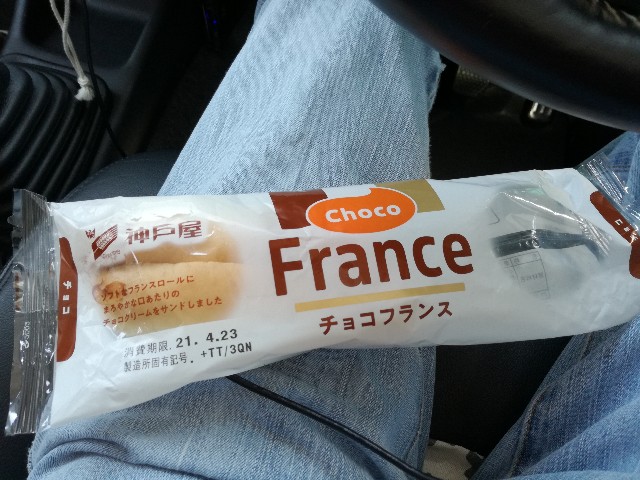 神戸屋
Choco
France
チョコフランス
ソフトなフランスロールに
まろやかな口あたりの
チョコクリームをサンドしました
消費期限. 21. 4.23
製造所固有記号. +TT/3QN
チョコ